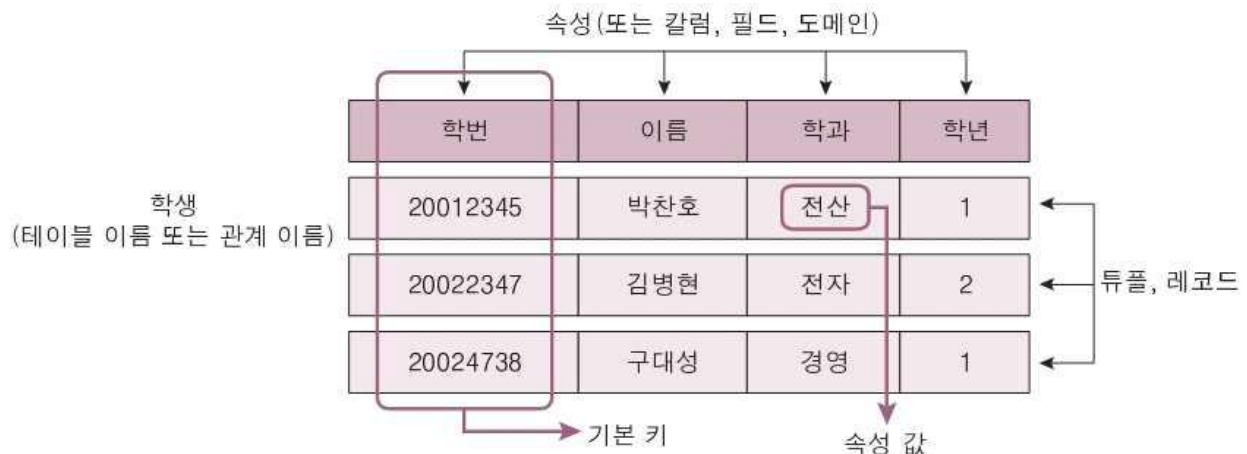 속성(또는 칼럼, 필드, 도메인)
학번 이름 학과 학년
학생
(테이블 이름 또는 관계 이름)
20012345 박찬호 전산 1
20022347 김병현 전자 2
튜플, 레코드
20024738 구대성 경영 1
기본 키
속성 값